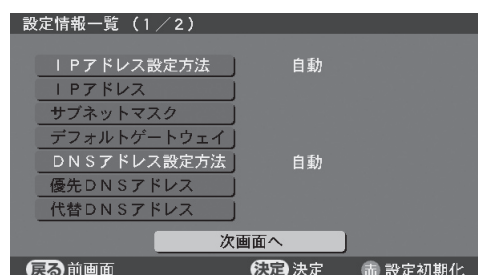 設定情報一覧（1／2）
ＩＰアドレス設定方法 自動
ＩＰアドレス
サブネットマスク
デフォルトゲートウェイ
ＤＮＳアドレス設定方法 自動
優先ＤＮＳアドレス
代替ＤＮＳアドレス
次画面へ
戻る 前画面 決定 決定 赤 設定初期化